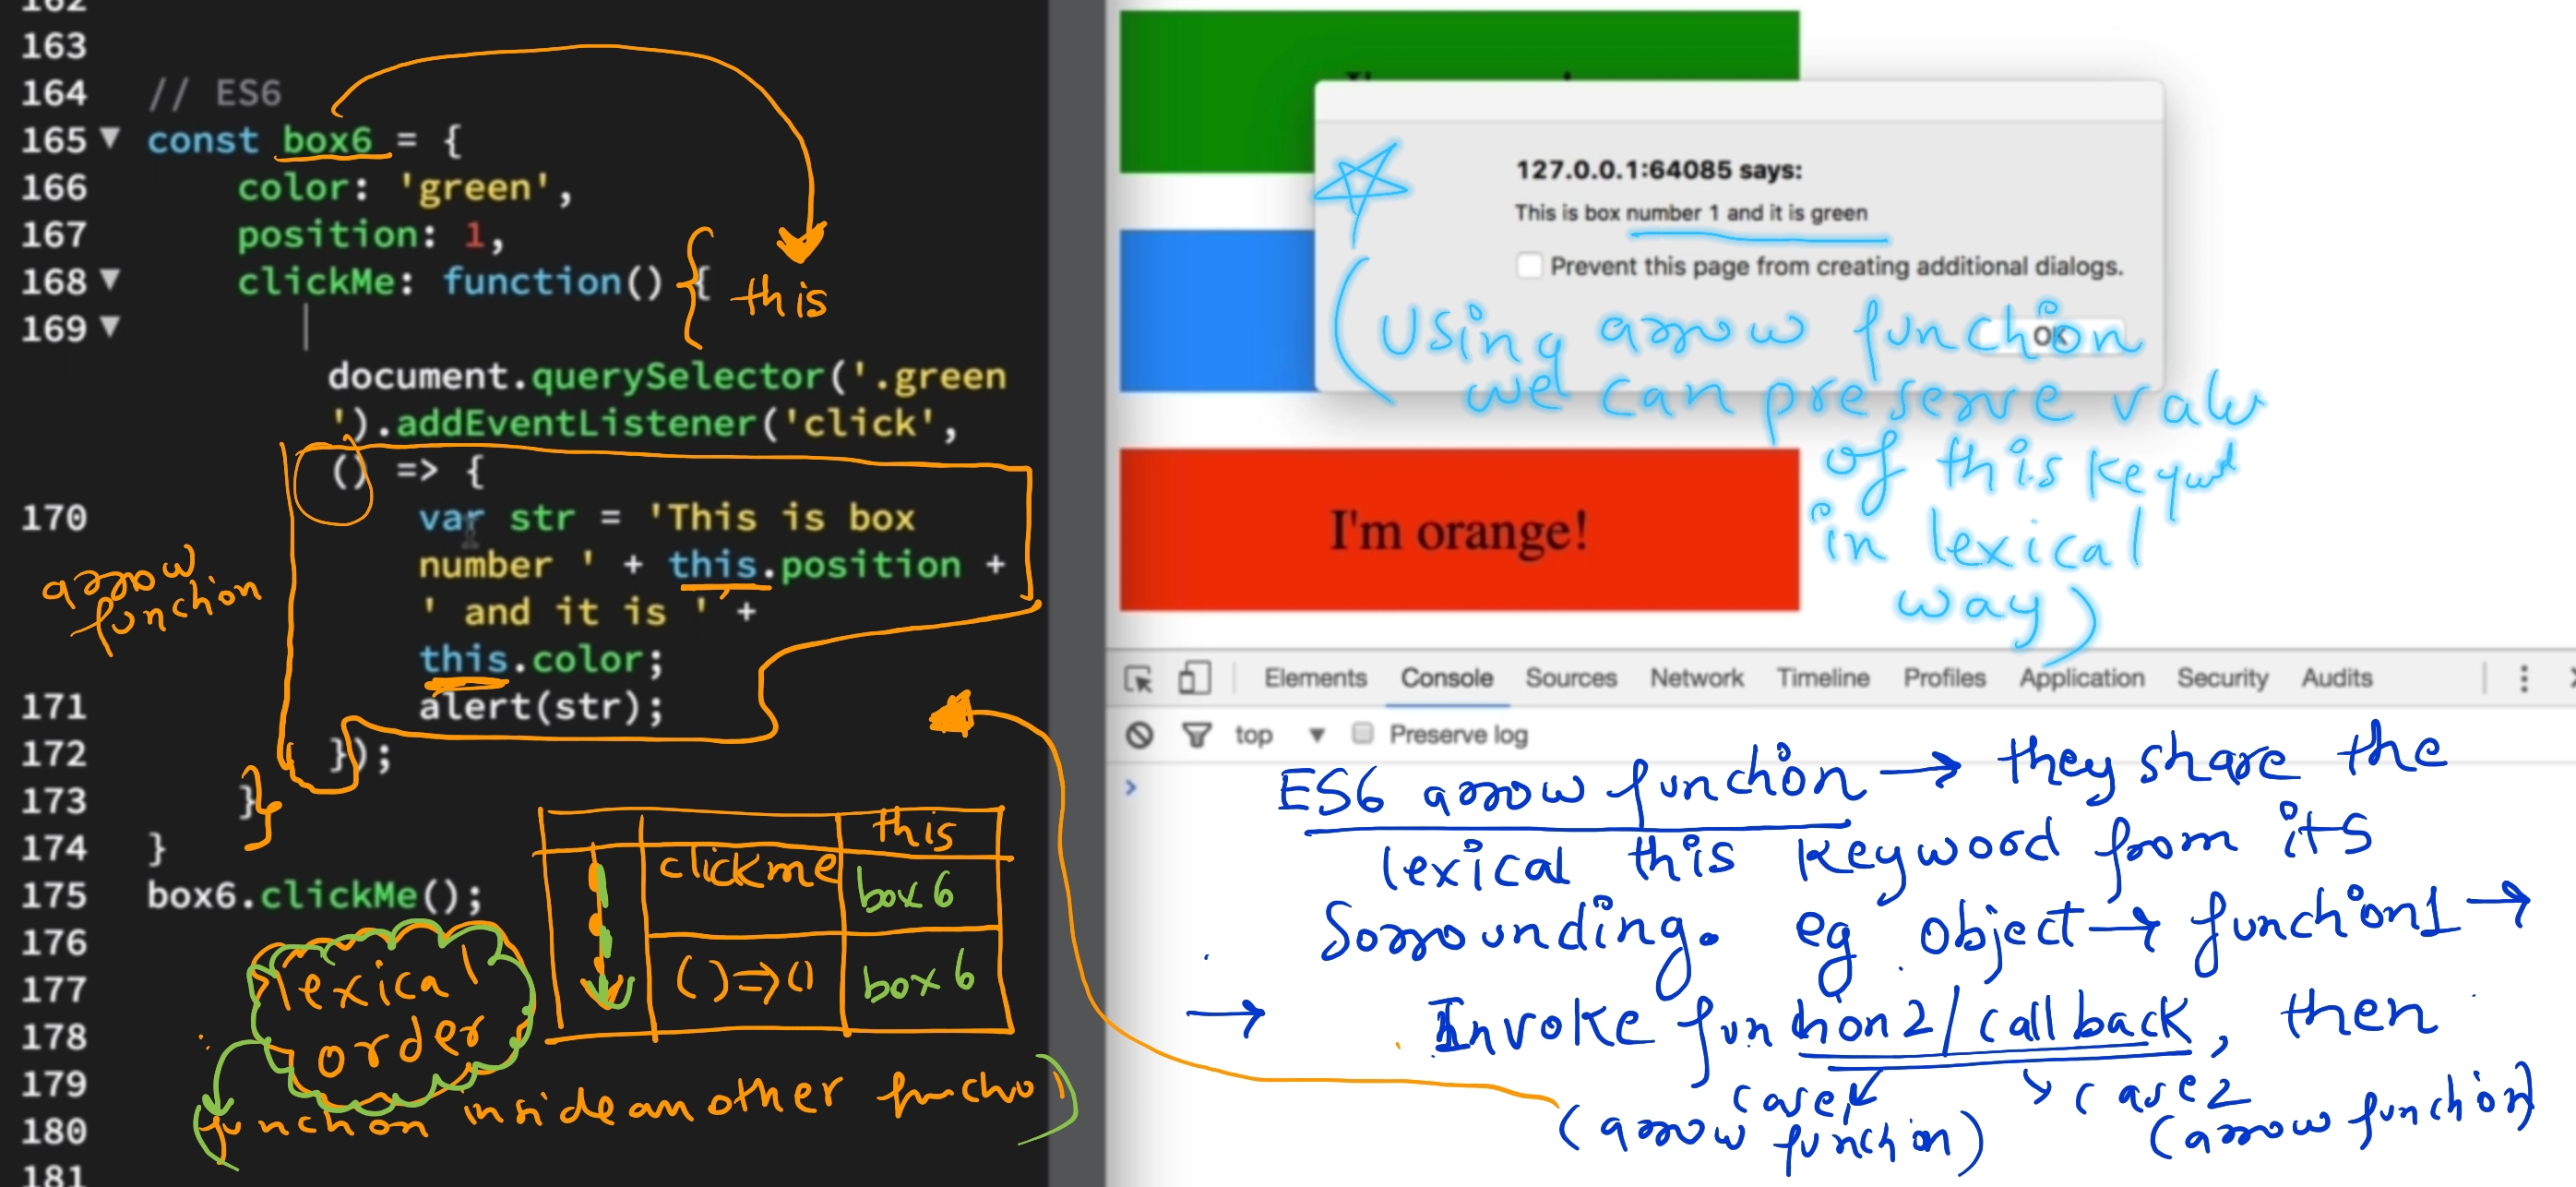 162
163
164 // ES6
165 const box6 = {
166 color: 'green',
167 position: 1,
168 clickMe: function() {
169
document.querySelector('.green
').addEventListener('click',
() => {
170 var str = 'This is box
number ' + this.position +
' and it is ' +
this.color;
171 alert(str);
172 });
173 }
174 }
175 box6.clickMe();
176
177
178
179
180
181
this
arrow
function
this
clickme box 6
()=>() box 6
lexical
order
function inside another functio
127.0.0.1:64085 says:
This is box number 1 and it is green
Prevent this page from creating additional dialogs.
OK
(Using arrow function
we can preserve
of this
in lexical
way)
I'm orange!
Elements Console Sources Network Timeline Profiles Application Security Audits
top Preserve log
ES6 arrow function → they share the
lexical this keyword from its
Sorrounding. eg object → function1 →
→ Invoke function2/callback, then
case1 case2
(arrow function) (arrow function)